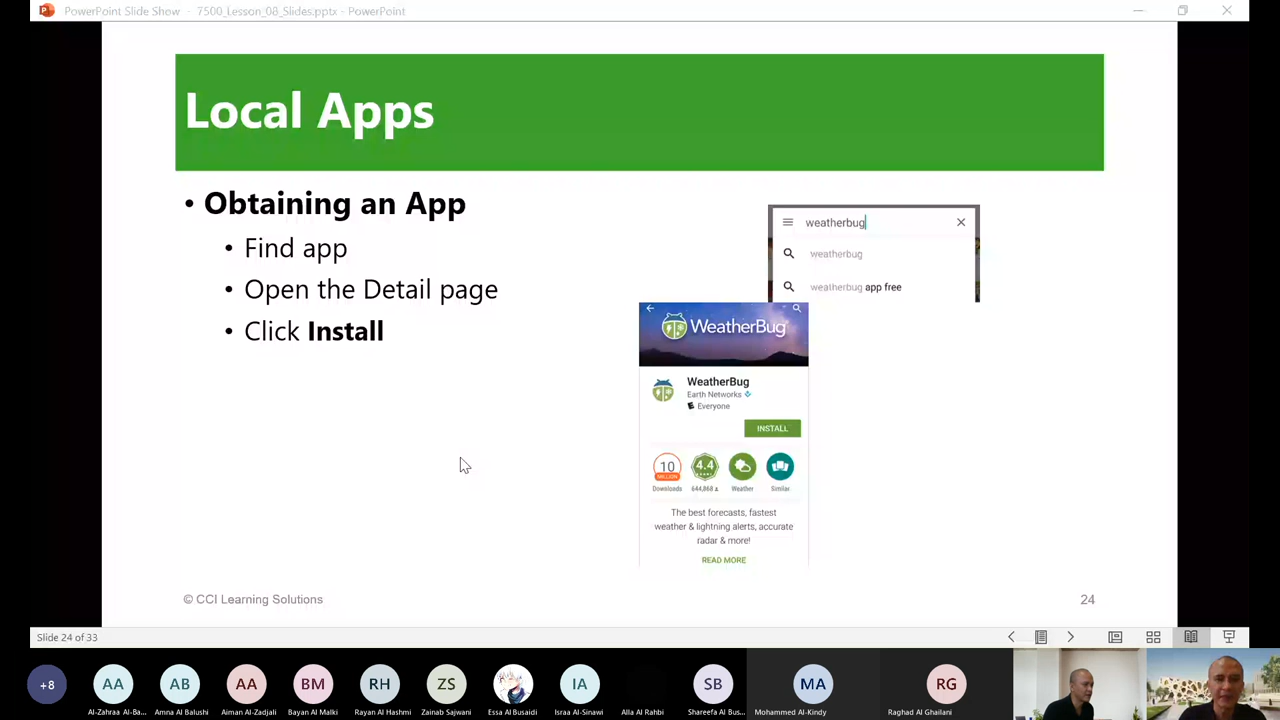 PowerPoint Slide Show - 7500_Lesson_08_Slides.pptx - PowerPoint
Local Apps
• Obtaining an App
• Find app
• Open the Detail page
• Click Install
weatherbug
weatherbug
weatherbug app free
WeatherBug
WeatherBug
Earth Networks
Everyone
INSTALL
10
MILLION
4.4
Downloads
644,868
Weather
Similar
The best forecasts, fastest
weather & lightning alerts, accurate
radar & more!
READ MORE
© CCI Learning Solutions
24
Slide 24 of 33
+8
AA
AB
AA
BM
RH
ZS
IA
SB
MA
RG
Al-Zahraa Al-Ba...
Amna Al Balushi
Aiman Al-Zadjali
Bayan Al Malki
Rayan Al Hashmi
Zainab Sajwani
Essa Al Busaidi
Israa Al-Sinawi
Alla Al Rahbi
Shareefa Al Bus...
Mohammed Al-Kindy
Raghad Al Ghailani